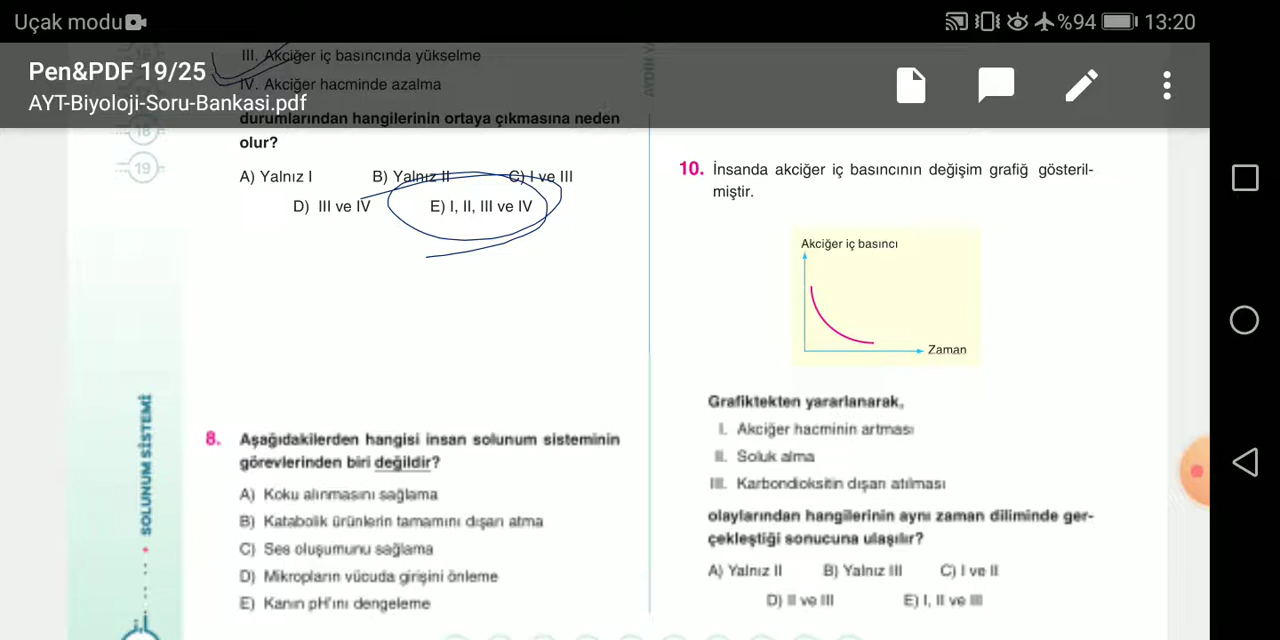 Uçak modu
%94 13:20
Pen&PDF 19/25
AYT-Biyoloji-Soru-Bankasi.pdf
III. Akciğer iç basıncında yükselme
IV. Akciğer hacminde azalma
durumlarından hangilerinin ortaya çıkmasına neden
olur?
A) Yalnız I B) Yalnız II C) I ve III
D) III ve IV E) I, II, III ve IV
18
19
SOLUNUM SİSTEMİ
8. Aşağıdakilerden hangisi insan solunum sisteminin
görevlerinden biri değildir?
A) Koku alınmasını sağlama
B) Katabolik ürünlerin tamamını dışarı atma
C) Ses oluşumunu sağlama
D) Mikropların vücuda girişini önleme
E) Kanın pH'ını dengeleme
10. İnsanda akciğer iç basıncının değişim grafiğ gösteril-
miştir.
Akciğer iç basıncı
Zaman
Grafiktekten yararlanarak,
I. Akciğer hacminin artması
II. Soluk alma
III. Karbondioksitin dışarı atılması
olaylarından hangilerinin aynı zaman diliminde ger-
çekleştiği sonucuna ulaşılır?
A) Yalnız II B) Yalnız III C) I ve II
D) II ve III E) I, II ve III